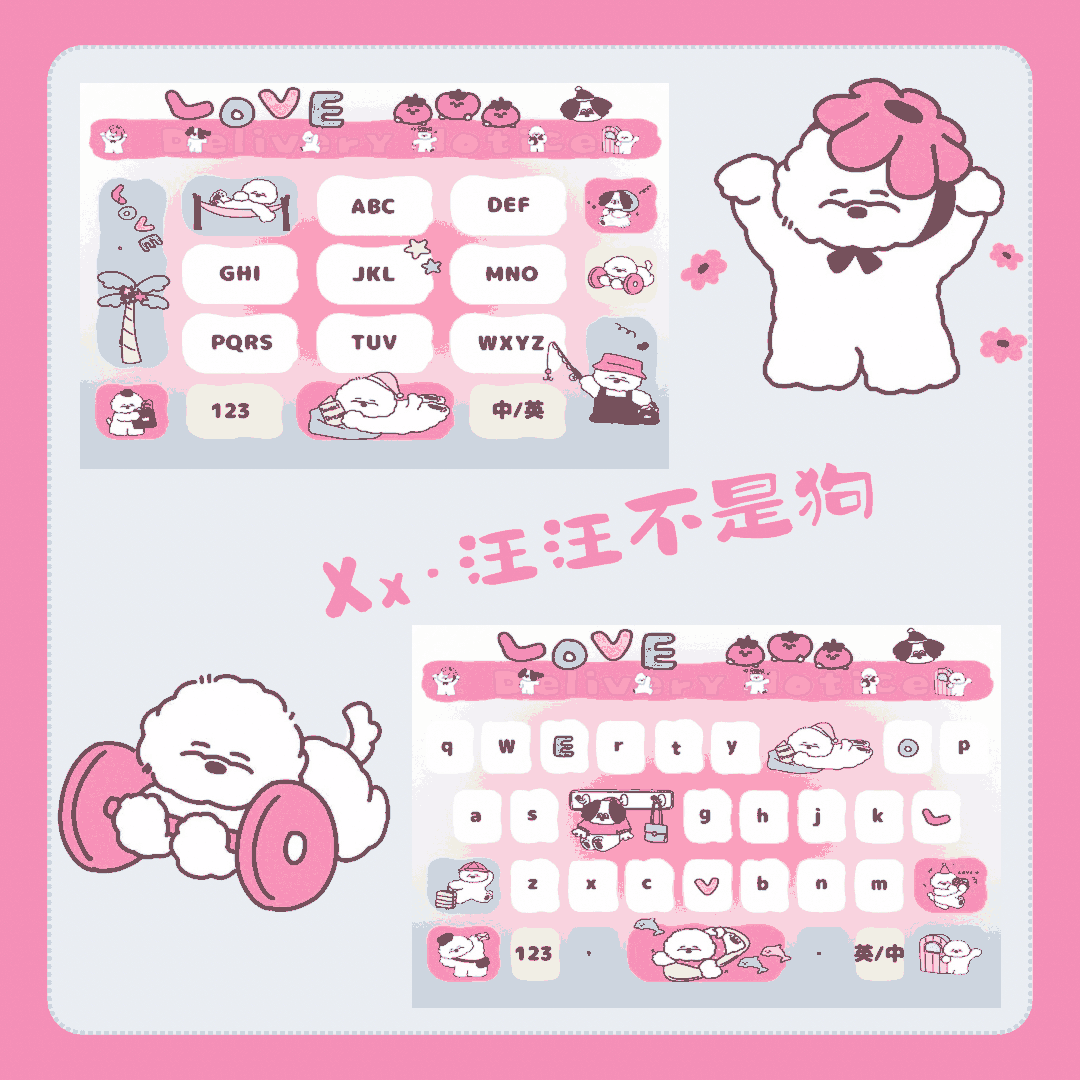 LOVE
Delivery Notice
LOVE
ABC
DEF
GHI
JKL
MNO
PQRS
TUV
WXYZ
123
中/英
Xx·汪汪不是狗
LOVE
Delivery Notice
q w E r t y o p
a s g h j k L
z x c v b n m
123 , . 英/中